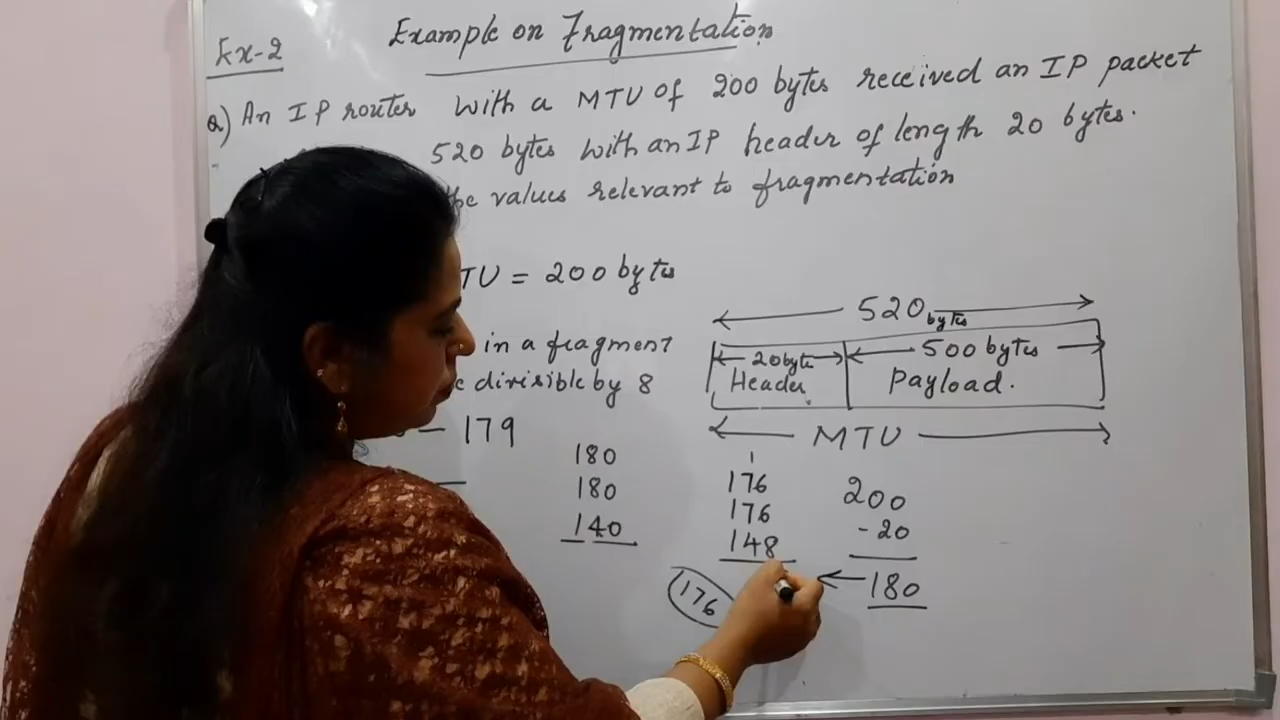 Ex-2
Example on Fragmentation
Q) An IP router with a MTU of 200 bytes received an IP packet
520 bytes with an IP header of length 20 bytes.
the values relevant to fragmentation
TU = 200 bytes
in a fragment
divisible by 8
- 179
180
180
140
520 bytes
20byte
Header
500 bytes
Payload.
MTU
1
176
176
148
176
200
-20
180